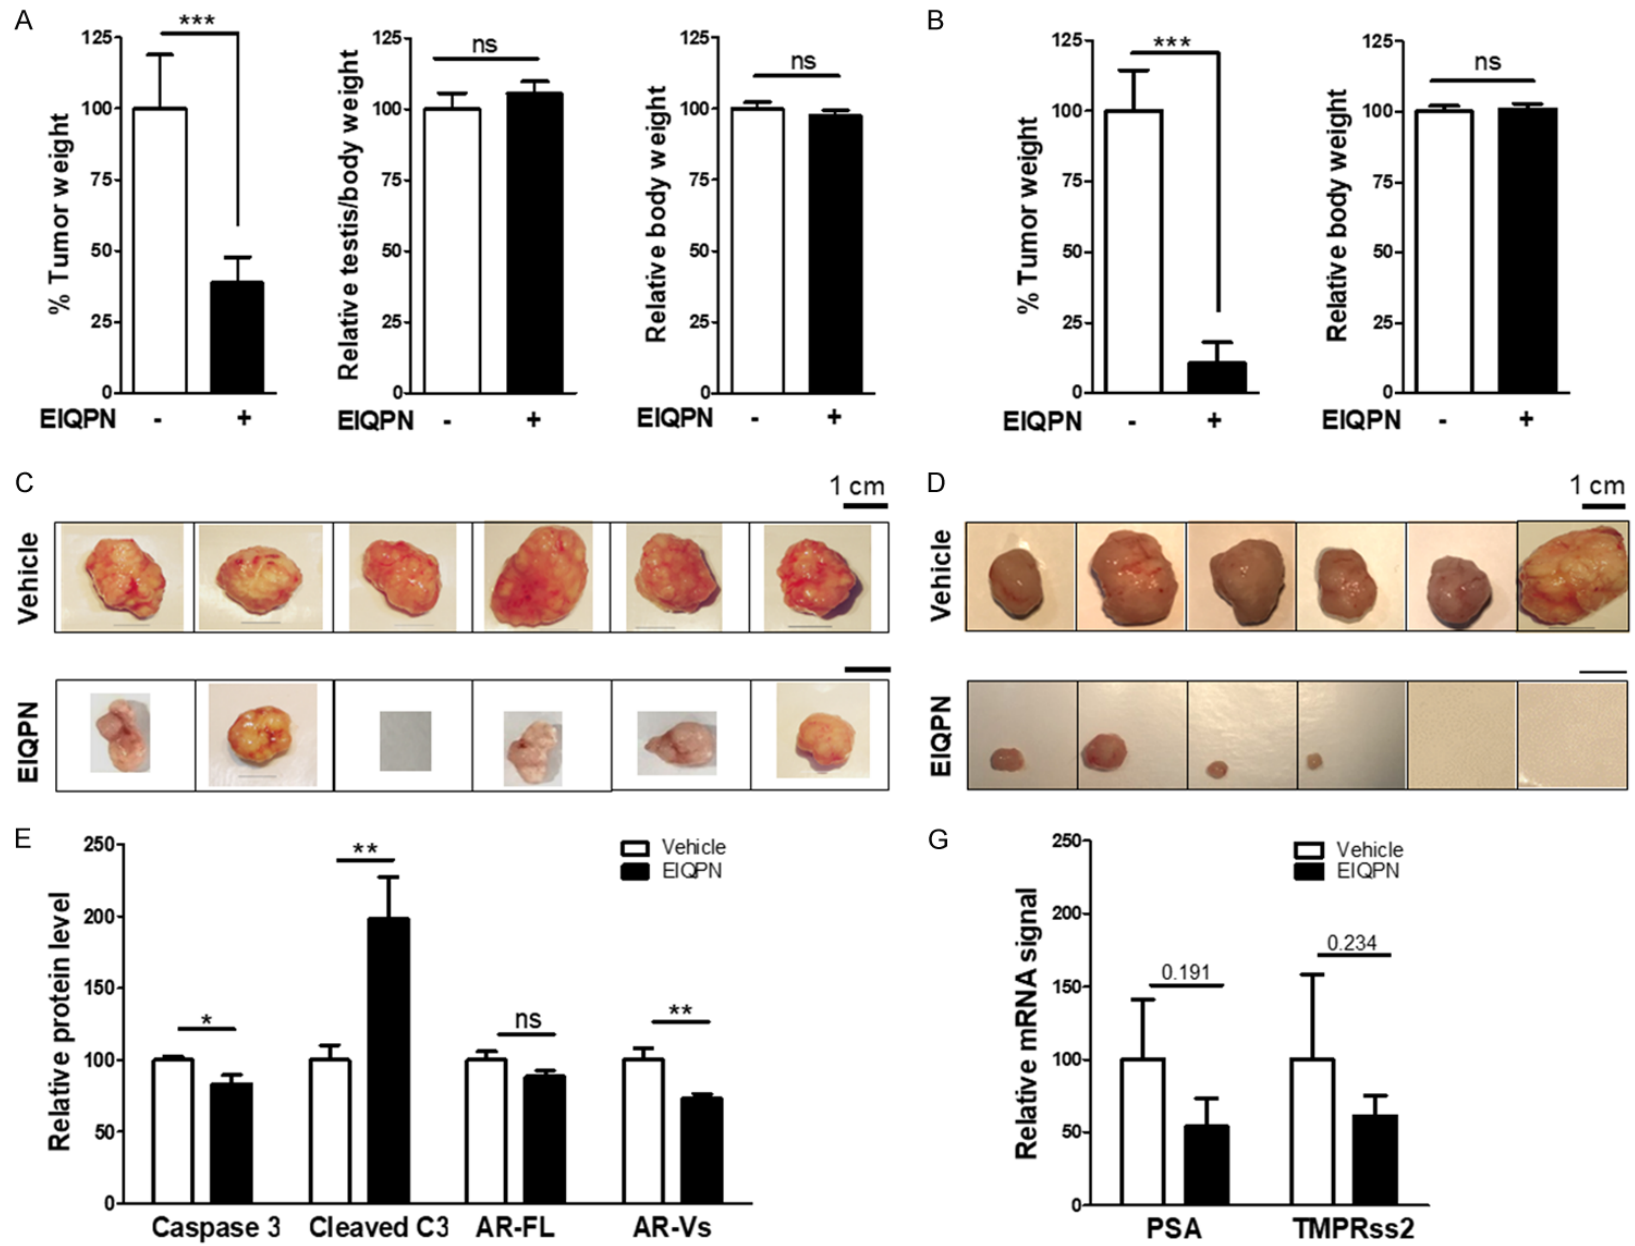 A
B
***
ns
ns
***
ns
% Tumor weight
125
100
75
50
25
0
EIQPN - +
Relative testis/body weight
125
100
75
50
25
0
EIQPN - +
Relative body weight
125
100
75
50
25
0
EIQPN - +
% Tumor weight
125
100
75
50
25
0
EIQPN - +
Relative body weight
125
100
75
50
25
0
EIQPN - +
C
1 cm
Vehicle
EIQPN
D
1 cm
Vehicle
EIQPN
E
Relative protein level
250
200
150
100
50
0
Vehicle
EIQPN
*
**
ns
**
Caspase 3 Cleaved C3 AR-FL AR-Vs
G
Relative mRNA signal
250
200
150
100
50
0
Vehicle
EIQPN
0.191
0.234
PSA TMPRss2